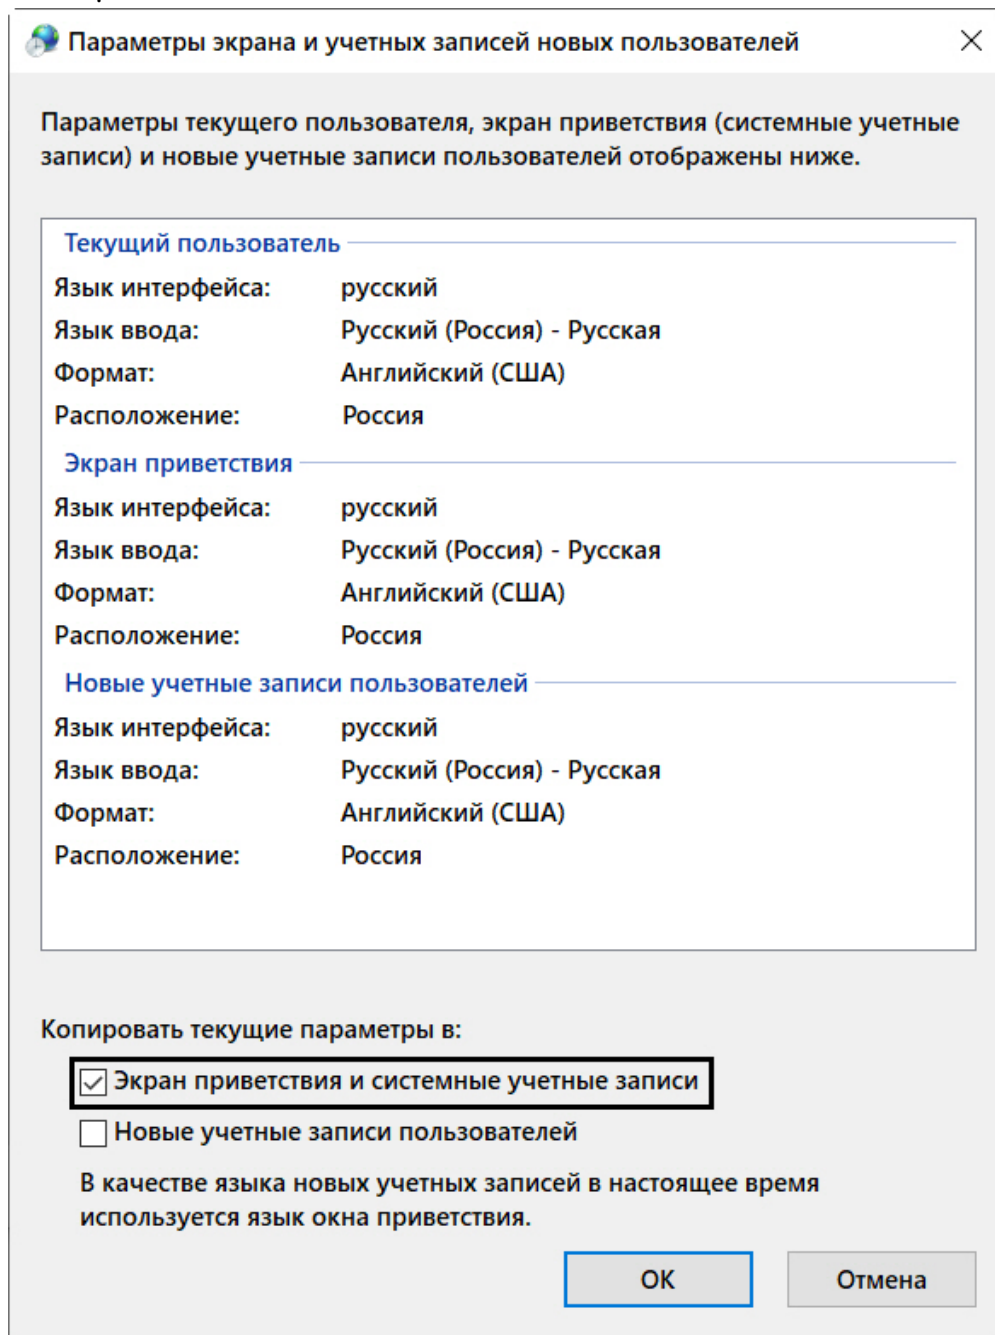 Параметры экрана и учетных записей новых пользователей
Параметры текущего пользователя, экран приветствия (системные учетные
записи) и новые учетные записи пользователей отображены ниже.
Текущий пользователь
Язык интерфейса: русский
Язык ввода: Русский (Россия) - Русская
Формат: Английский (США)
Расположение: Россия
Экран приветствия
Язык интерфейса: русский
Язык ввода: Русский (Россия) - Русская
Формат: Английский (США)
Расположение: Россия
Новые учетные записи пользователей
Язык интерфейса: русский
Язык ввода: Русский (Россия) - Русская
Формат: Английский (США)
Расположение: Россия
Копировать текущие параметры в:
Экран приветствия и системные учетные записи
Новые учетные записи пользователей
В качестве языка новых учетных записей в настоящее время
используется язык окна приветствия.
ОК Отмена